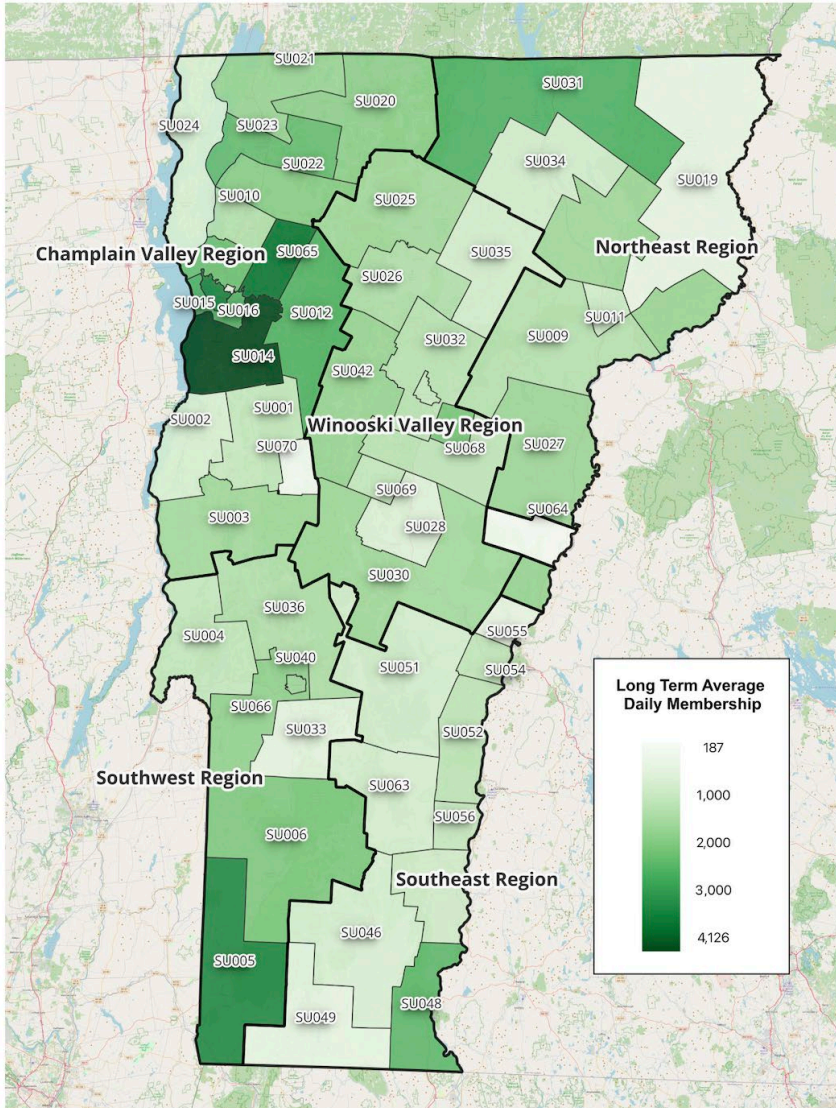 SU021
SU031
SU020
SU024
SU023
SU034
SU022
SU019
SU010
SU025
Northeast Region
Champlain Valley Region
SU065
SU035
SU026
SU015
SU016
SU012
SU011
SU009
SU032
SU014
SU042
SU001
SU002
Winooski Valley Region
SU070
SU068
SU027
SU069
SU064
SU003
SU028
SU030
SU036
SU055
SU004
SU040
SU051
SU054
SU066
SU033
SU052
Southwest Region
SU063
SU056
SU006
Southeast Region
SU046
SU005
SU048
SU049
Long Term Average
Daily Membership
187
1,000
2,000
3,000
4,126